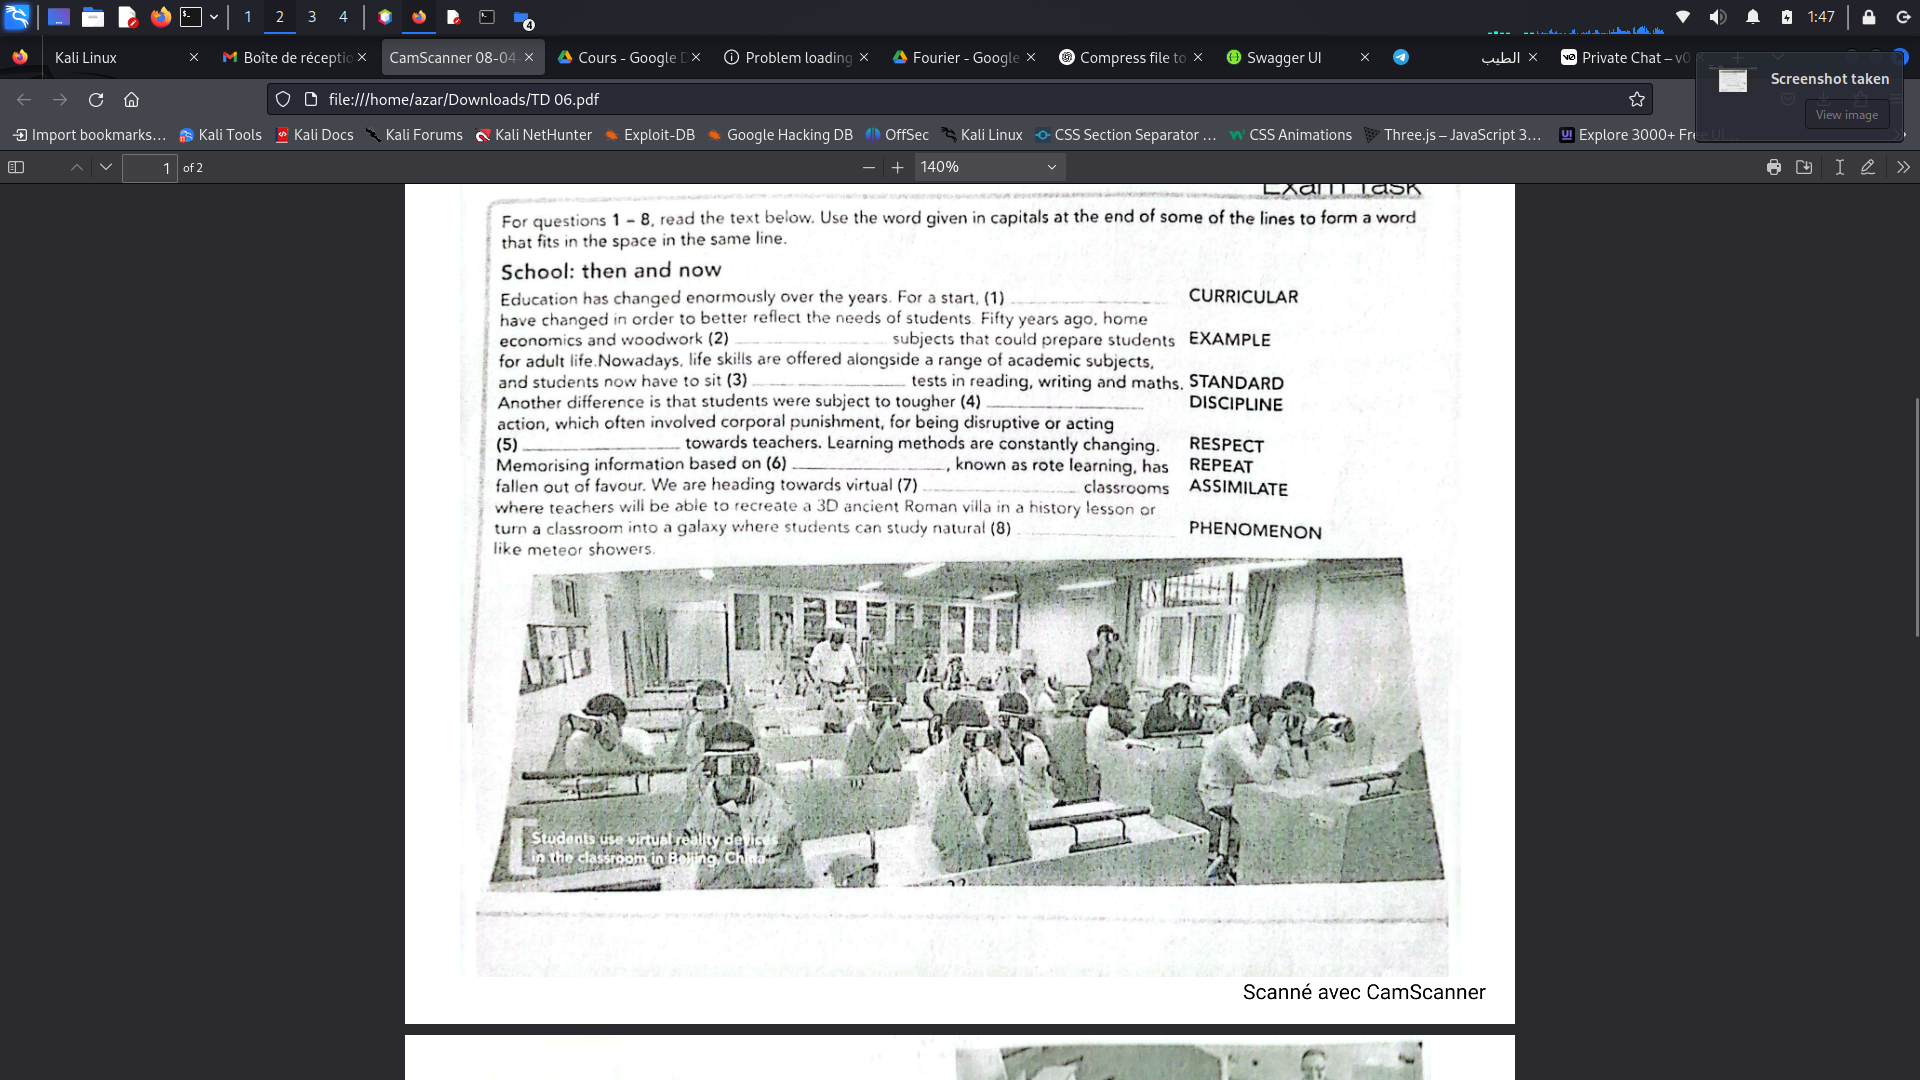 1 2 3 4
4
1:47
Kali Linux
Boîte de réceptio
CamScanner 08-04-
Cours - Google D
Problem loading
Fourier - Google
Compress file to
Swagger UI
الطيب
Private Chat – v0
Screenshot taken
View image
file:///home/azar/Downloads/TD 06.pdf
Import bookmarks...
Kali Tools
Kali Docs
Kali Forums
Kali NetHunter
Exploit-DB
Google Hacking DB
OffSec
Kali Linux
CSS Section Separator ...
CSS Animations
Three.js – JavaScript 3...
Explore 3000+ Free UI...
1 of 2
140%
Exam Task
For questions 1 – 8, read the text below. Use the word given in capitals at the end of some of the lines to form a word
that fits in the space in the same line.
School: then and now
Education has changed enormously over the years. For a start, (1) ____ CURRICULAR
have changed in order to better reflect the needs of students. Fifty years ago, home
economics and woodwork (2) ____ subjects that could prepare students EXAMPLE
for adult life. Nowadays, life skills are offered alongside a range of academic subjects,
and students now have to sit (3) ____ tests in reading, writing and maths. STANDARD
Another difference is that students were subject to tougher (4) ____ DISCIPLINE
action, which often involved corporal punishment, for being disruptive or acting
(5) ____ towards teachers. Learning methods are constantly changing. RESPECT
Memorising information based on (6) ____, known as rote learning, has REPEAT
fallen out of favour. We are heading towards virtual (7) ____ classrooms ASSIMILATE
where teachers will be able to recreate a 3D ancient Roman villa in a history lesson or
turn a classroom into a galaxy where students can study natural (8) ____ PHENOMENON
like meteor showers.
Students use virtual reality devices
in the classroom in Beijing, China
Scanné avec CamScanner